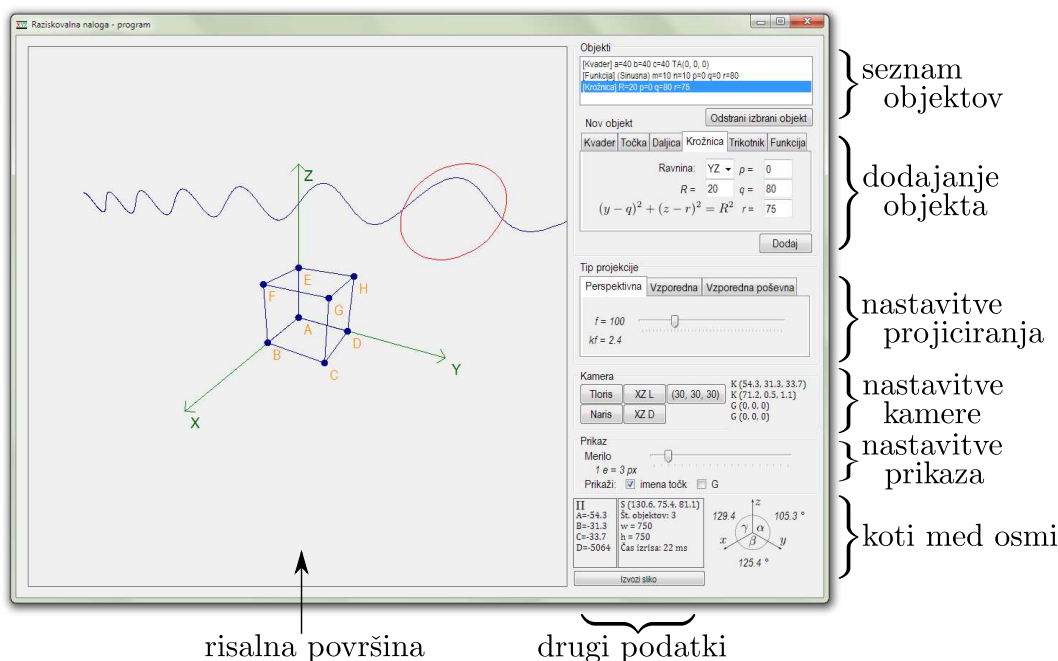 Raziskovalna naloga - program
Objekti
[Kvader] a=40 b=40 c=40 TA(0, 0, 0)
[Funkcija] (Sinusna) m=10 n=10 p=0 q=0 r=80
[Krožnica] R=20 p=0 q=80 r=75
Odstrani izbrani objekt
Nov objekt
Kvader Točka Daljica Krožnica Trikotnik Funkcija
Ravnina: YZ p = 0
R = 20 q = 80
(y − q)² + (z − r)² = R² r = 75
Dodaj
Tip projekcije
Perspektivna Vzporedna Vzporedna poševna
f = 100
kf = 2.4
Kamera
Tloris XZ L (30, 30, 30)
Naris XZ D
K (54.3, 31.3, 33.7)
K (71.2, 0.5, 1.1)
G (0, 0, 0)
G (0, 0, 0)
Prikaz
Merilo
1 e = 3 px
Prikaži: imena točk G
II
A=-54.3
B=-31.3
C=-33.7
D=-5064
S (130.6, 75.4, 81.1)
Št. objektov: 3
w = 750
h = 750
Čas izrisa: 22 ms
z
129.4 105.3 °
γ α
x β y
125.4 °
Izvozi sliko
Z
E
H
F
G
A
D
B
C
Y
X
seznam
objektov
dodajanje
objekta
nastavitve
projiciranja
nastavitve
kamere
nastavitve
prikaza
koti med osmi
risalna površina
drugi podatki